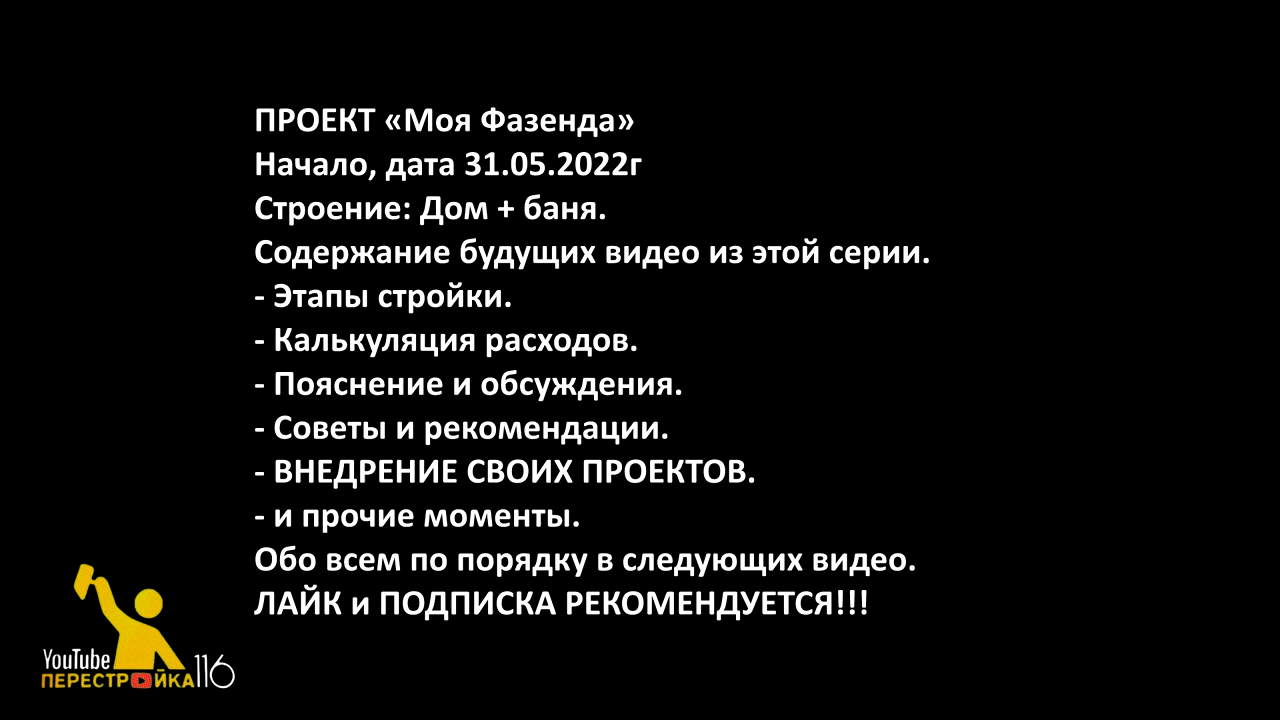 ПРОЕКТ «Моя Фазенда»
Начало, дата 31.05.2022г
Строение: Дом + баня.
Содержание будущих видео из этой серии.
- Этапы стройки.
- Калькуляция расходов.
- Пояснение и обсуждения.
- Советы и рекомендации.
- ВНЕДРЕНИЕ СВОИХ ПРОЕКТОВ.
- и прочие моменты.
Обо всем по порядку в следующих видео.
ЛАЙК и ПОДПИСКА РЕКОМЕНДУЕТСЯ!!!
YouTube
ПЕРЕСТРОЙКА116